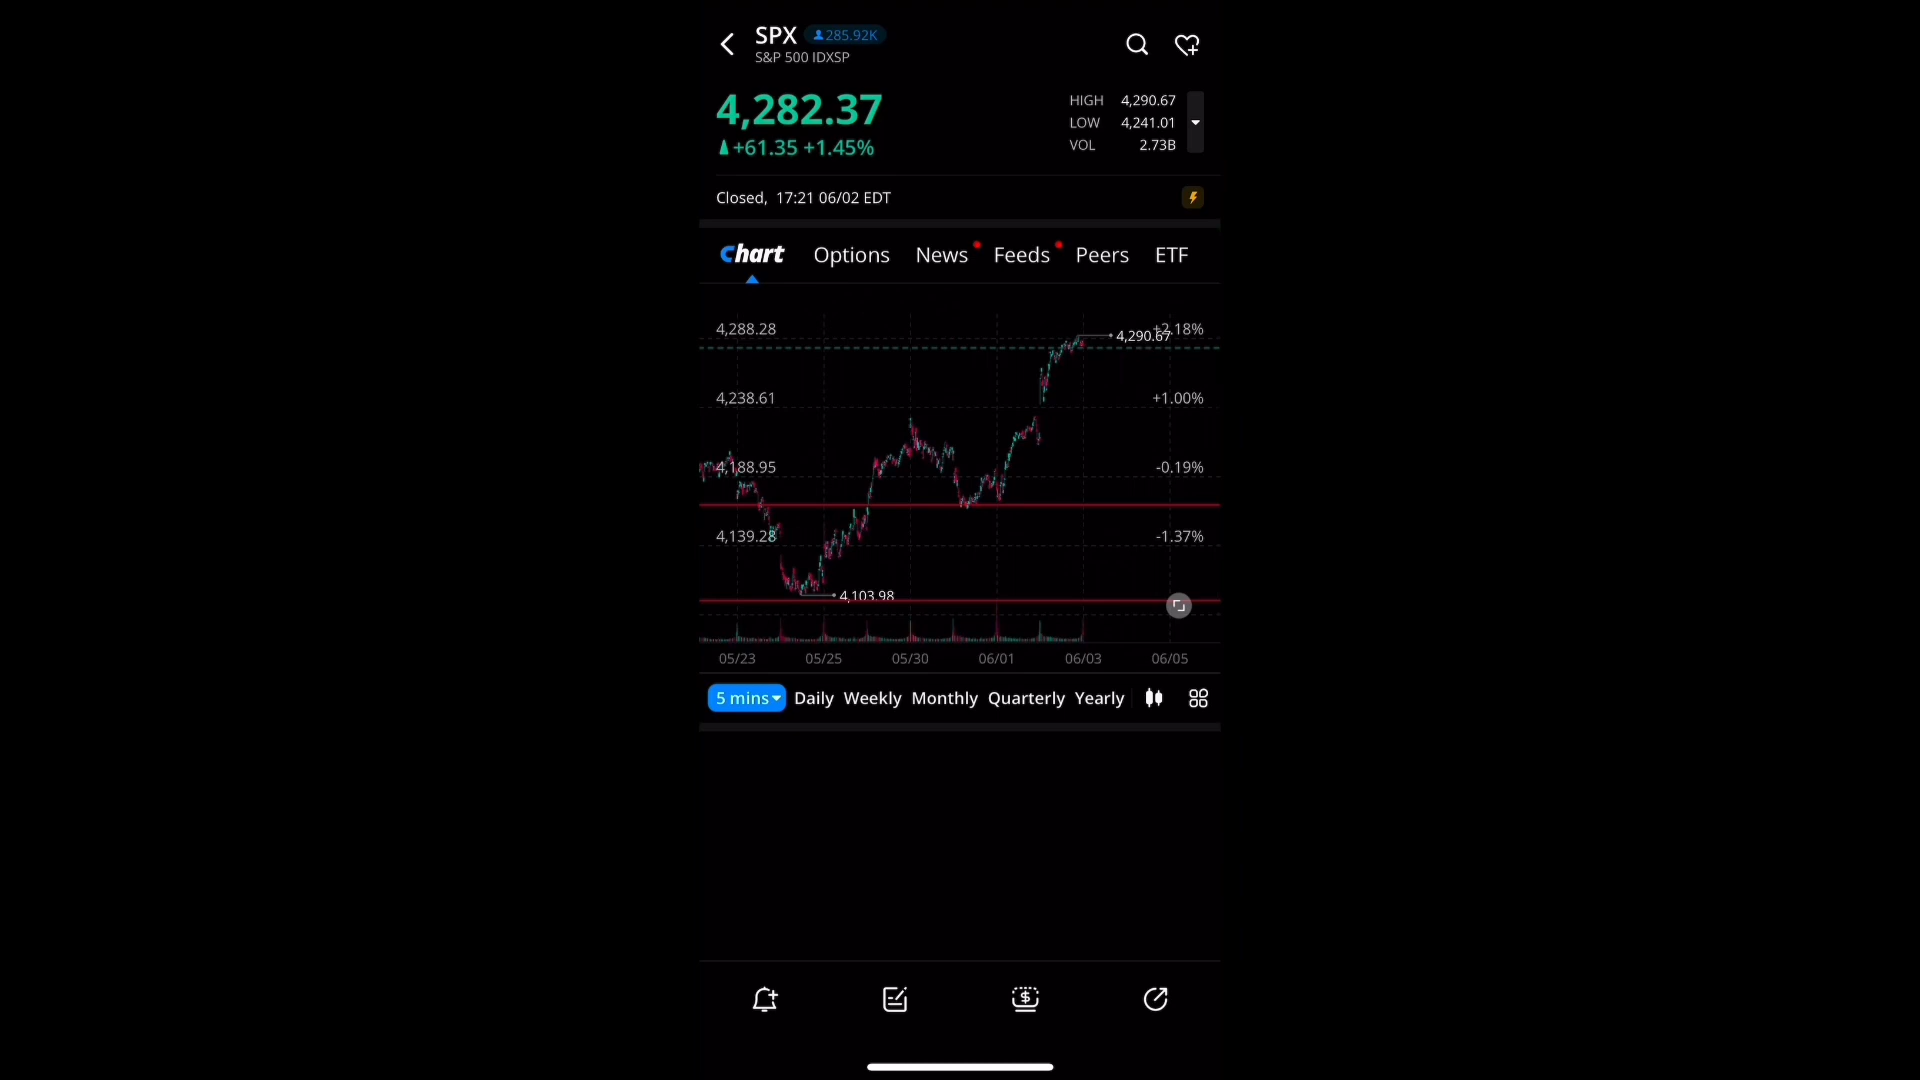 SPX 285.92K
S&P 500 IDXSP
4,282.37
+61.35 +1.45%
HIGH 4,290.67
LOW 4,241.01
VOL 2.73B
Closed, 17:21 06/02 EDT
Chart Options News Feeds Peers ETF
4,288.28 4,290.67 +2.18%
4,238.61 +1.00%
4,188.95 -0.19%
4,139.28 -1.37%
4,103.98
05/23 05/25 05/30 06/01 06/03 06/05
5 mins Daily Weekly Monthly Quarterly Yearly